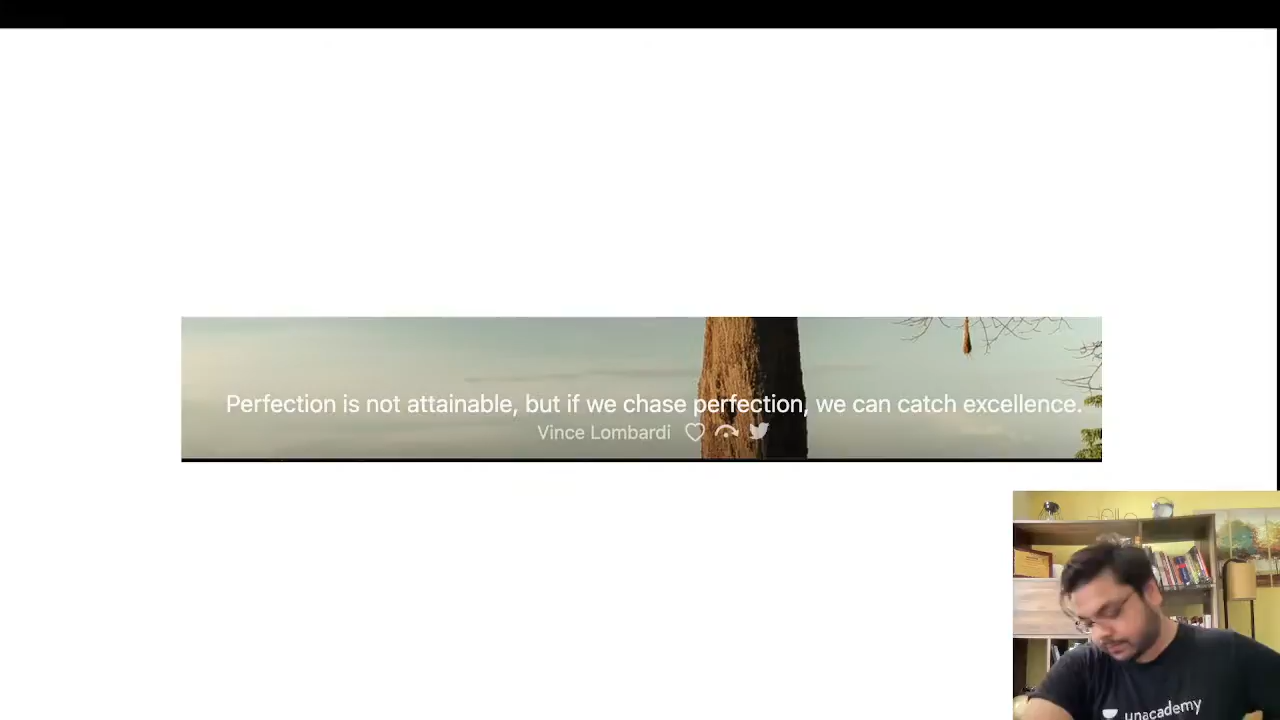 Perfection is not attainable, but if we chase perfection, we can catch excellence.
Vince Lombardi
unacademy